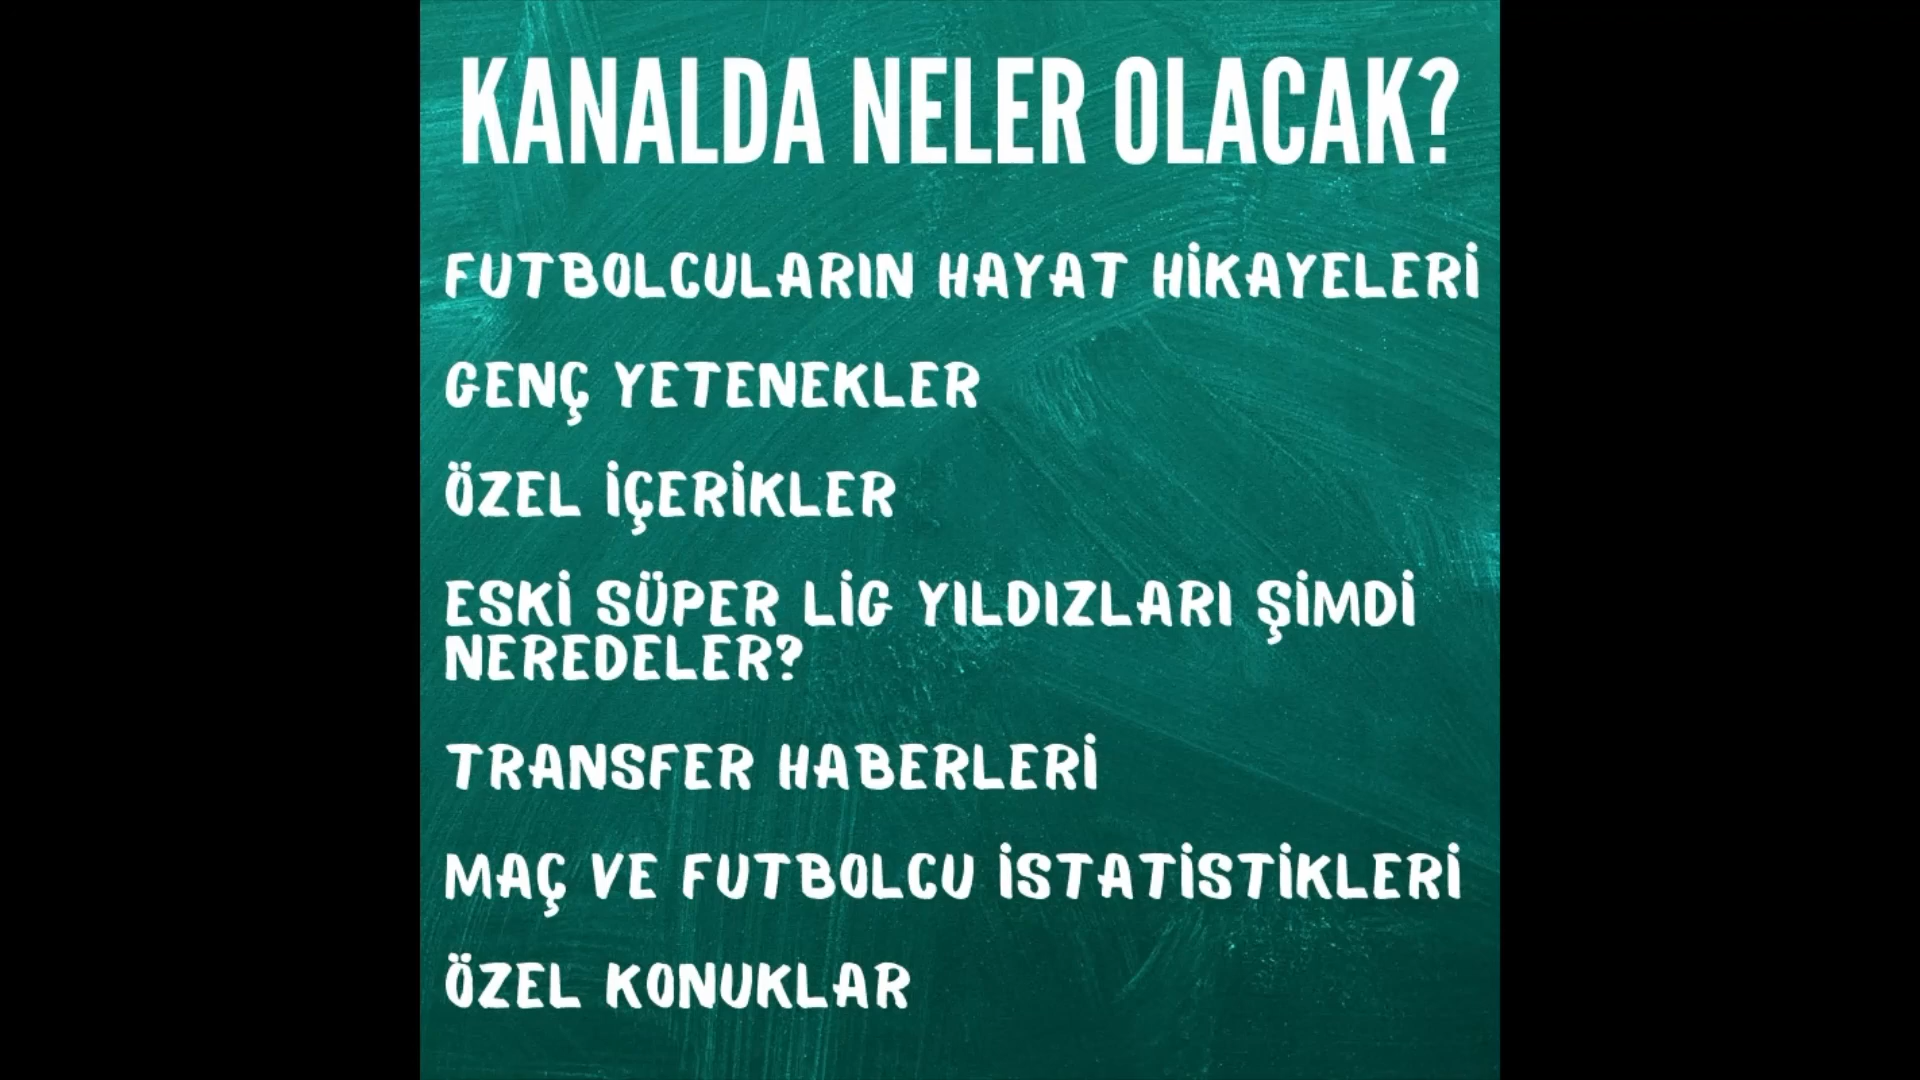 KANALDA NELER OLACAK?
FUTBOLCULARIN HAYAT HİKAYELERİ
GENÇ YETENEKLER
ÖZEL İÇERİKLER
ESKİ SÜPER LİG YILDIZLARI ŞİMDİ
NEREDELER?
TRANSFER HABERLERİ
MAÇ VE FUTBOLCU İSTATİSTİKLERİ
ÖZEL KONUKLAR